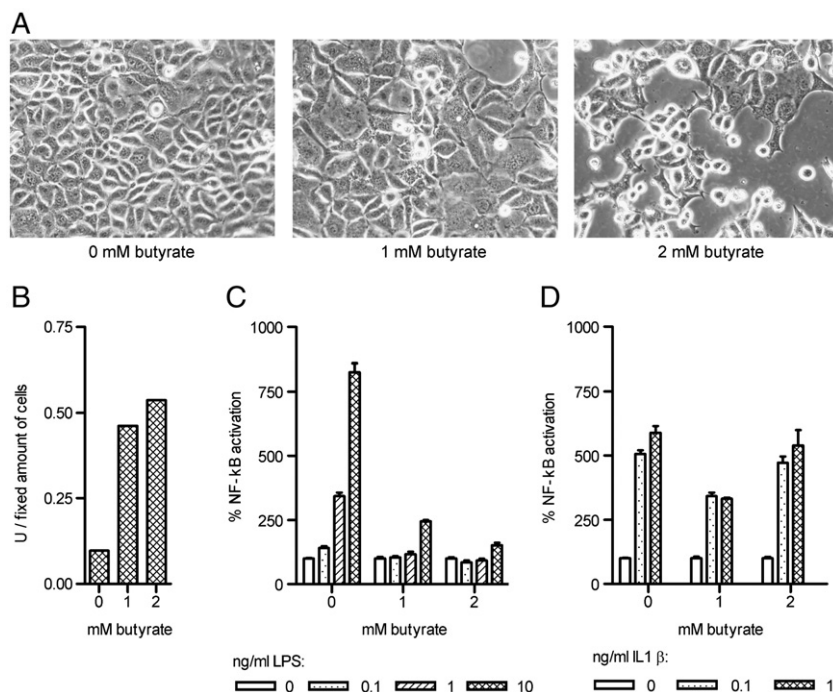 A
0 mM butyrate
1 mM butyrate
2 mM butyrate
B
U / fixed amount of cells
0.75
0.50
0.25
0.00
0 1 2
mM butyrate
C
% NF-kB activation
1000
750
500
250
0
0 1 2
mM butyrate
ng/ml LPS:
0 0.1 1 10
D
% NF-kB activation
1000
750
500
250
0
0 1 2
mM butyrate
ng/ml IL1 β:
0 0.1 1